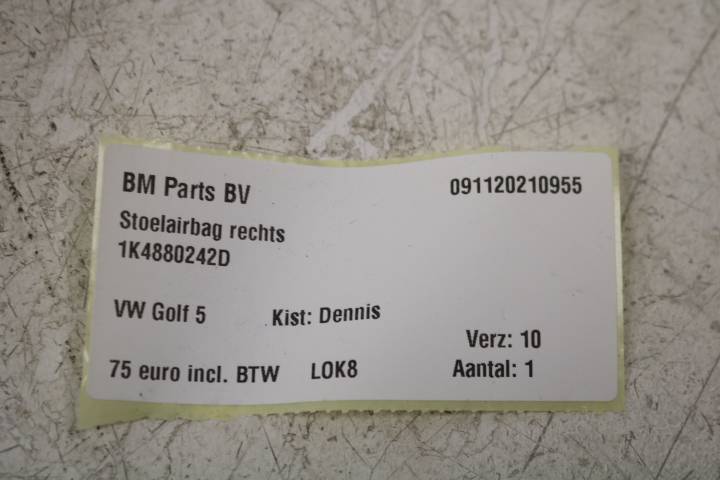 BM Parts BV 091120210955
Stoelairbag rechts
1K4880242D
VW Golf 5 Kist: Dennis
Verz: 10
75 euro incl. BTW LOK8 Aantal: 1